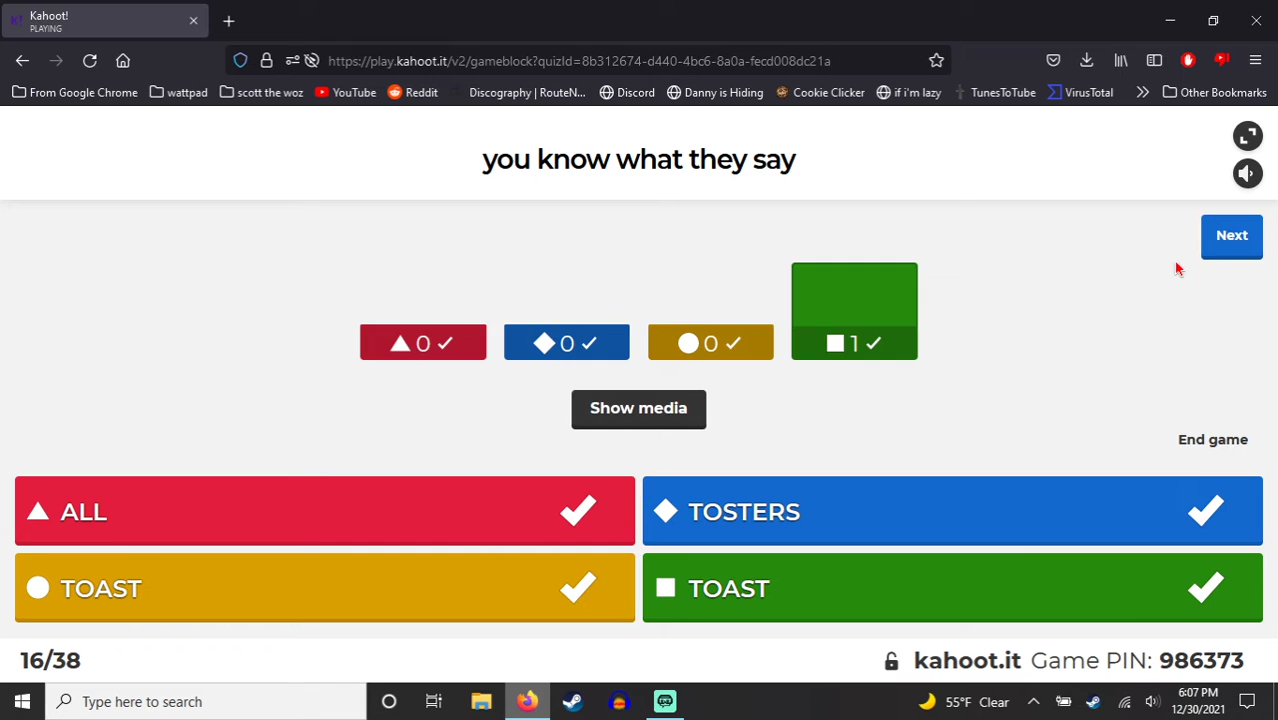 Kahoot!
PLAYING
https://play.kahoot.it/v2/gameblock?quizId=8b312674-d440-4bc6-8a0a-fecd008dc21a
From Google Chrome
wattpad
scott the woz
YouTube
Reddit
Discography | RouteN...
Discord
Danny is Hiding
Cookie Clicker
if i'm lazy
TunesToTube
VirusTotal
Other Bookmarks
you know what they say
Next
0
0
0
1
Show media
End game
ALL
TOSTERS
TOAST
TOAST
16/38
kahoot.it Game PIN: 986373
Type here to search
55°F Clear
6:07 PM
12/30/2021